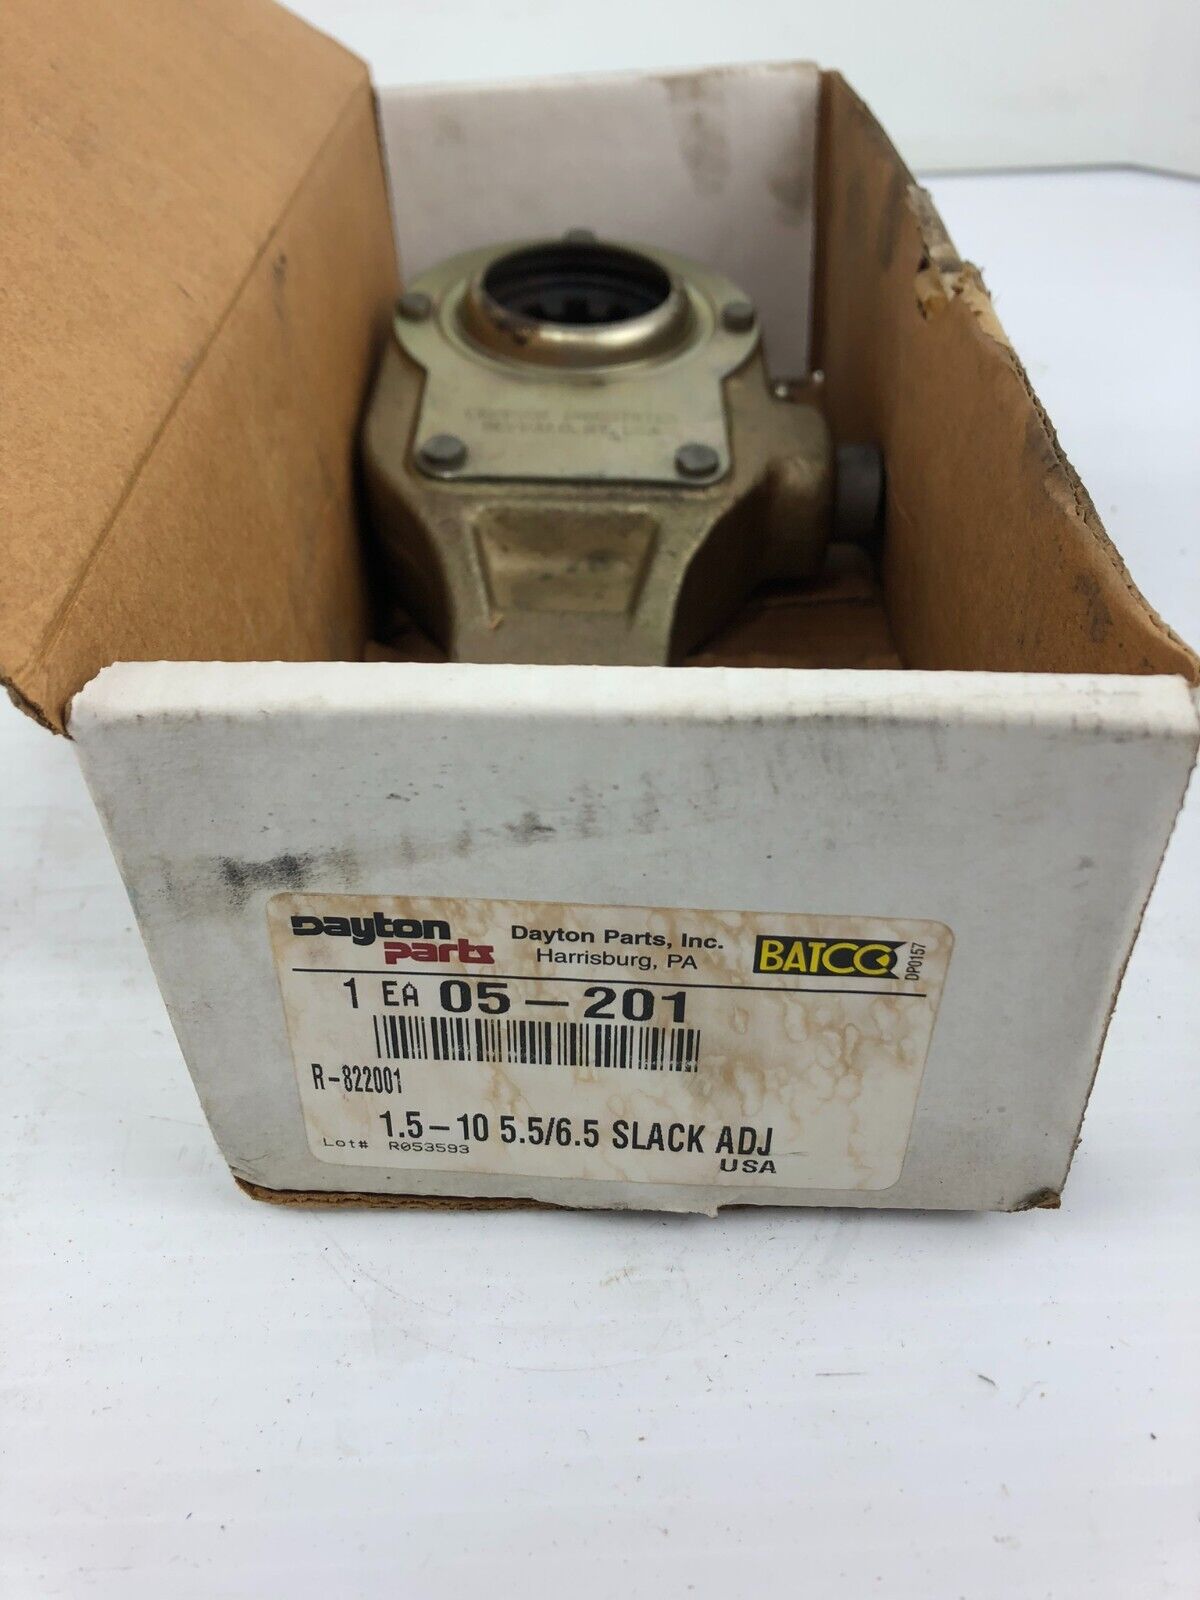 Dayton
parts
Dayton Parts, Inc.
Harrisburg, PA
BATCO
DP0157
1 EA 05-201
R-822001
1.5-10 5.5/6.5 SLACK ADJ
Lot# R053593
USA